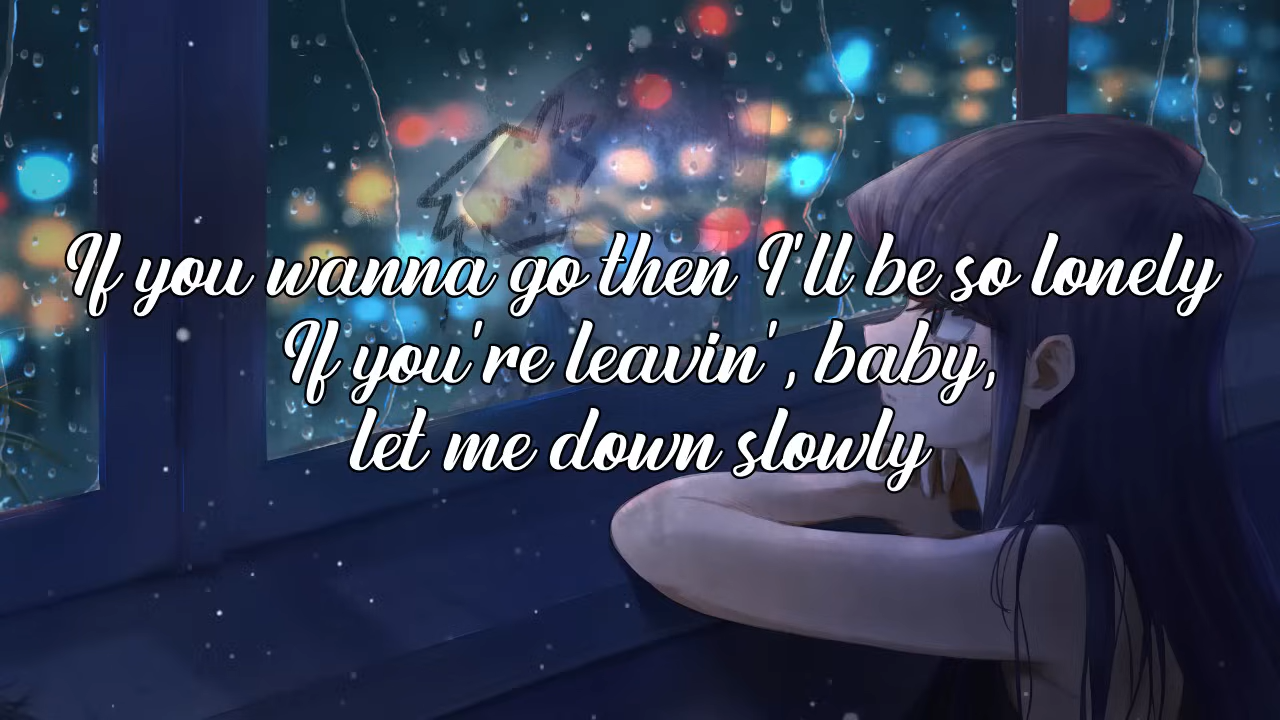 If you wanna go then I'll be so lonely
If you're leavin', baby,
let me down slowly